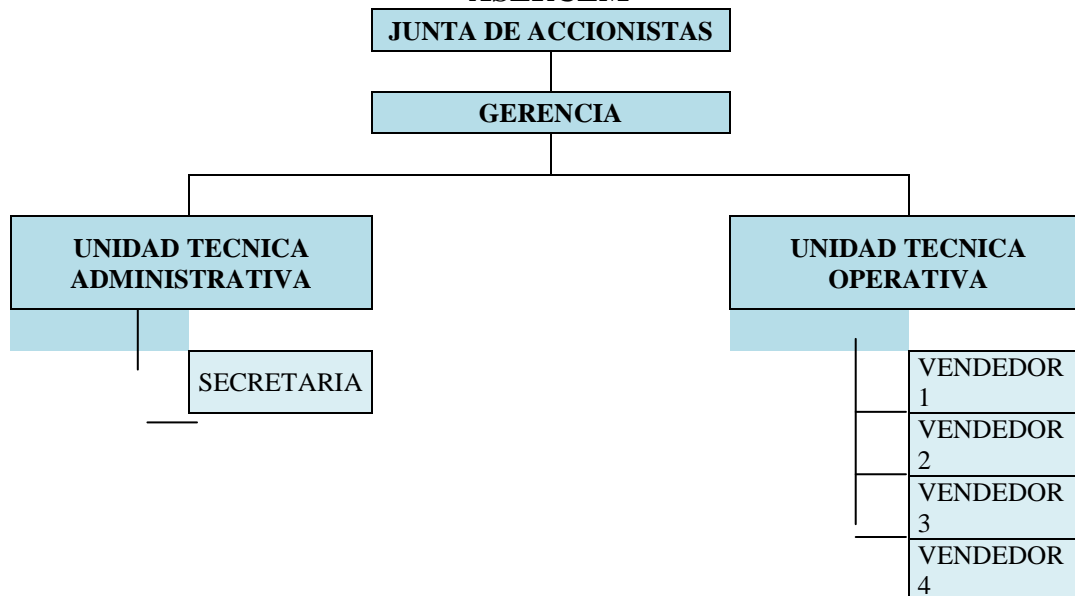 JUNTA DE ACCIONISTAS
GERENCIA
UNIDAD TECNICA
ADMINISTRATIVA
UNIDAD TECNICA
OPERATIVA
SECRETARIA
VENDEDOR
1
VENDEDOR
2
VENDEDOR
3
VENDEDOR
4